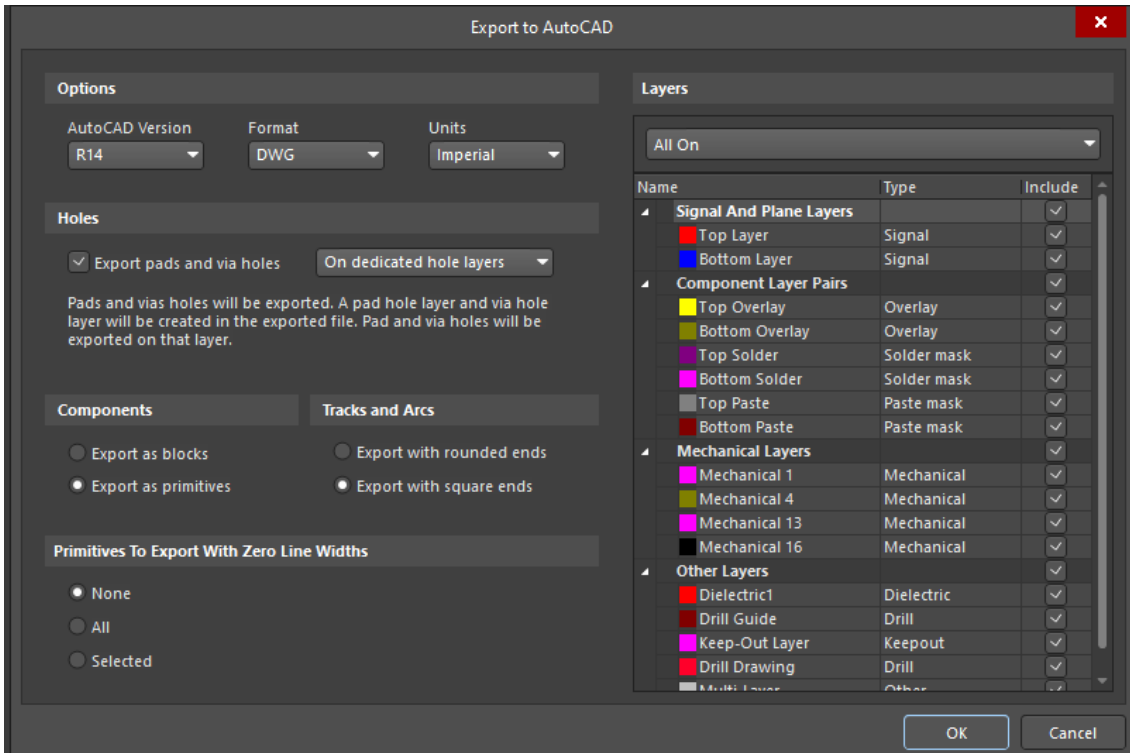 Export to AutoCAD
Options
AutoCAD Version Format Units
R14 DWG Imperial
Holes
Export pads and via holes On dedicated hole layers
Pads and vias holes will be exported. A pad hole layer and via hole
layer will be created in the exported file. Pad and via holes will be
exported on that layer.
Components Tracks and Arcs
Export as blocks Export with rounded ends
Export as primitives Export with square ends
Primitives To Export With Zero Line Widths
None
All
Selected
Layers
All On
Name Type Include
Signal And Plane Layers
Top Layer Signal
Bottom Layer Signal
Component Layer Pairs
Top Overlay Overlay
Bottom Overlay Overlay
Top Solder Solder mask
Bottom Solder Solder mask
Top Paste Paste mask
Bottom Paste Paste mask
Mechanical Layers
Mechanical 1 Mechanical
Mechanical 4 Mechanical
Mechanical 13 Mechanical
Mechanical 16 Mechanical
Other Layers
Dielectric1 Dielectric
Drill Guide Drill
Keep-Out Layer Keepout
Drill Drawing Drill
Multi-Layer Other
OK Cancel